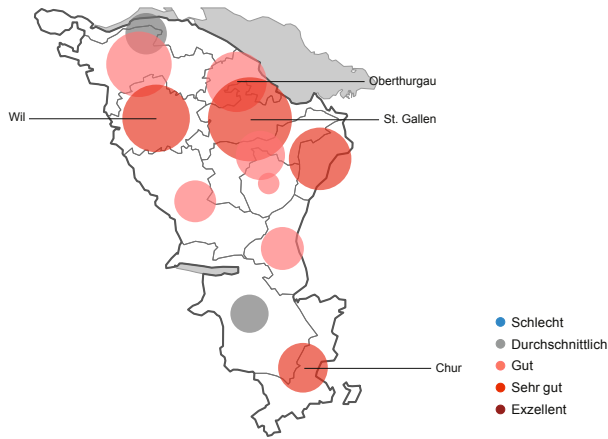 Oberthurgau
Wil
St. Gallen
Chur
Schlecht
Durchschnittlich
Gut
Sehr gut
Exzellent